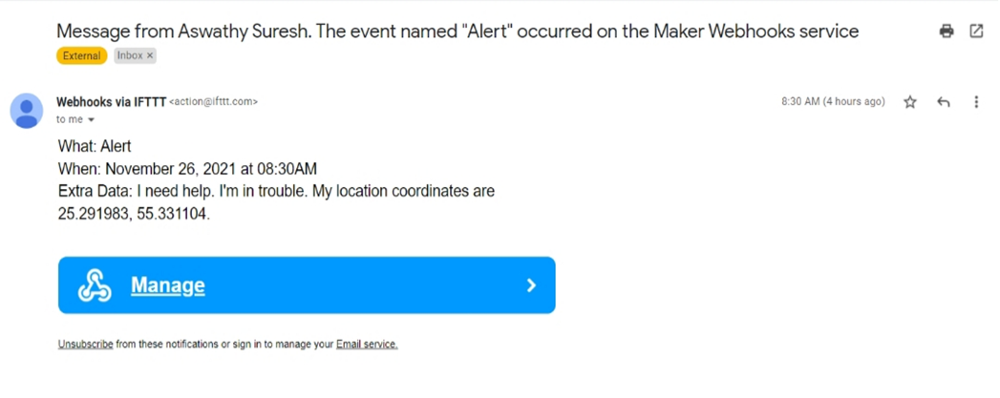 Message from Aswathy Suresh. The event named "Alert" occurred on the Maker Webhooks service
External Inbox ×
Webhooks via IFTTT <action@ifttt.com> 8:30 AM (4 hours ago)
to me
What: Alert
When: November 26, 2021 at 08:30AM
Extra Data: I need help. I'm in trouble. My location coordinates are
25.291983, 55.331104.
Manage
Unsubscribe from these notifications or sign in to manage your Email service.